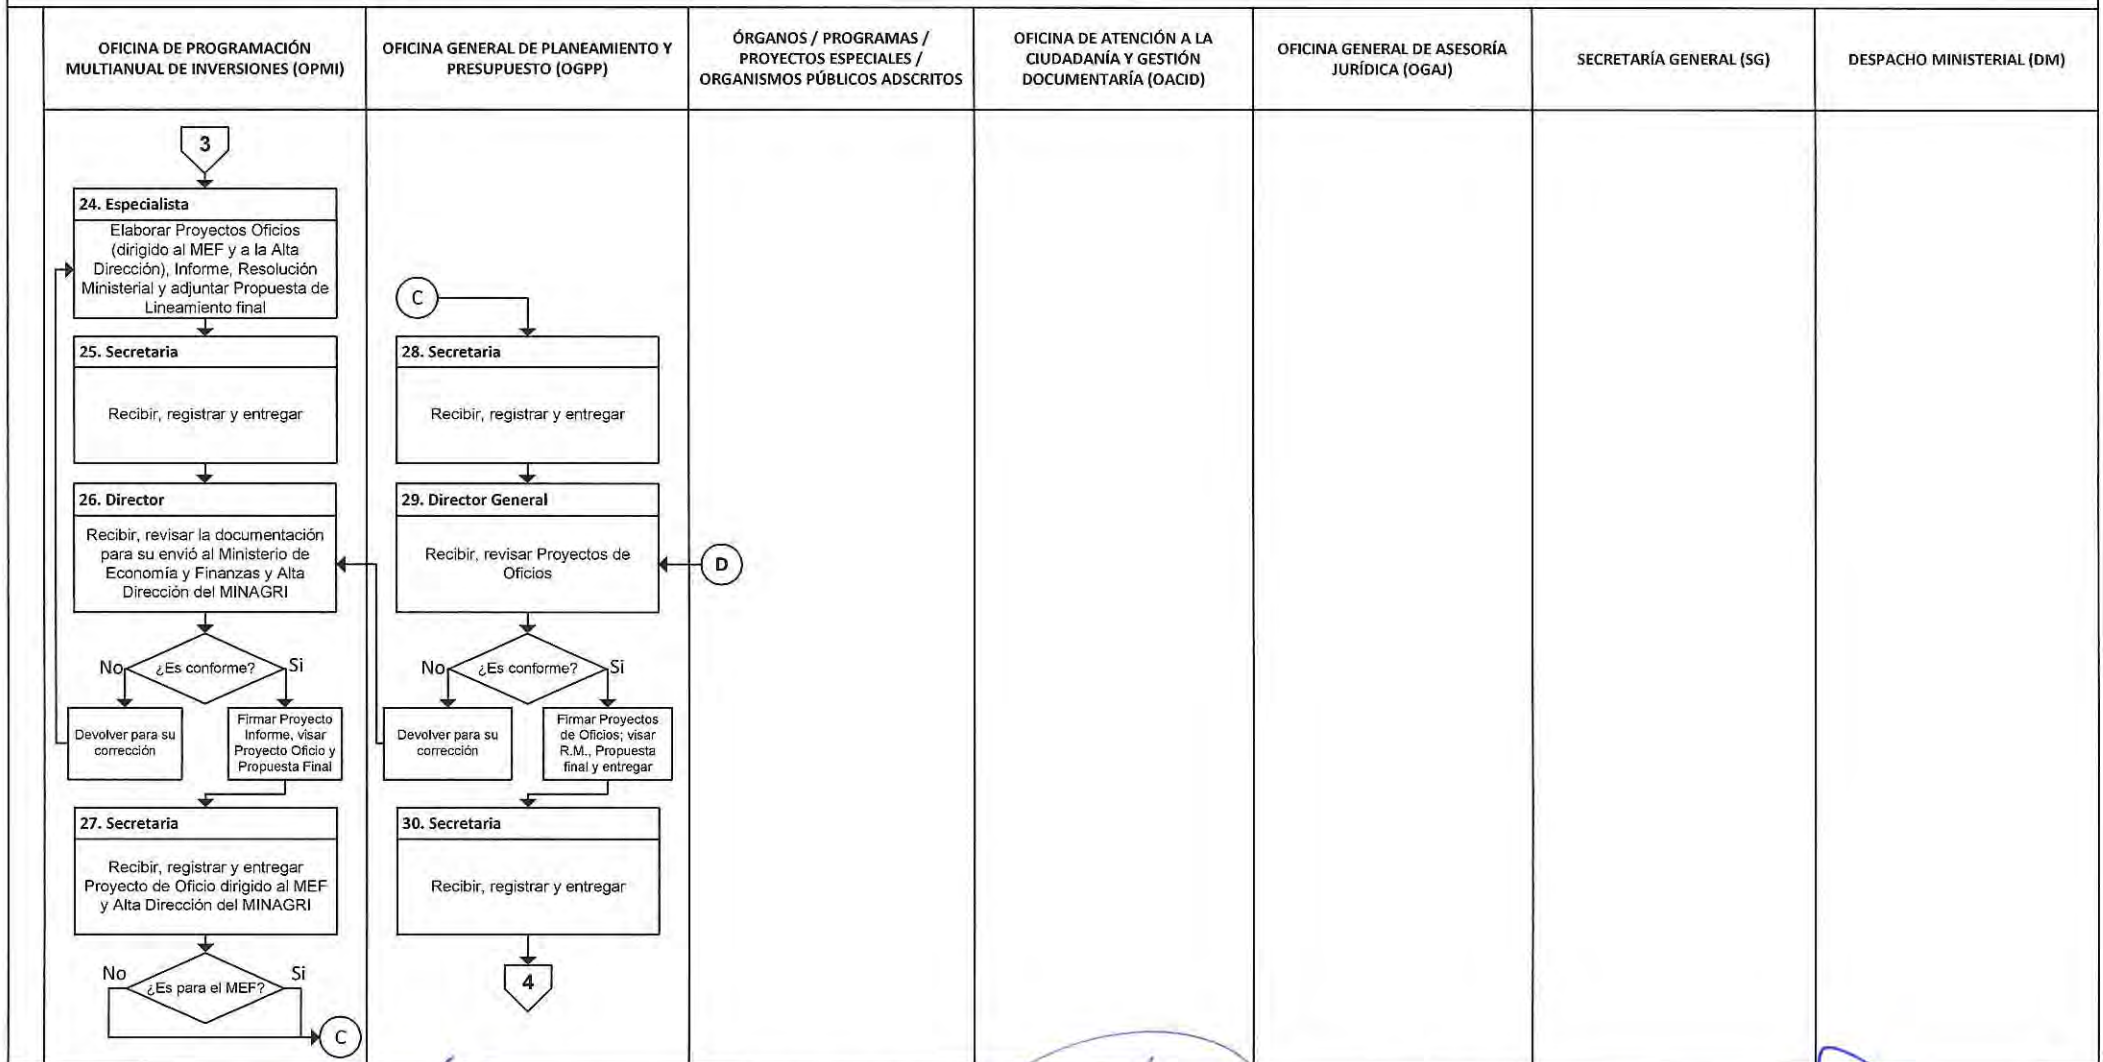 OFICINA DE PROGRAMACIÓN
MULTIANUAL DE INVERSIONES (OPMI)
OFICINA GENERAL DE PLANEAMIENTO Y
PRESUPUESTO (OGPP)
ÓRGANOS / PROGRAMAS /
PROYECTOS ESPECIALES /
ORGANISMOS PÚBLICOS ADSCRITOS
OFICINA DE ATENCIÓN A LA
CIUDADANÍA Y GESTIÓN
DOCUMENTARÍA (OACID)
OFICINA GENERAL DE ASESORÍA
JURÍDICA (OGAJ)
SECRETARÍA GENERAL (SG)
DESPACHO MINISTERIAL (DM)
3
24. Especialista
Elaborar Proyectos Oficios
(dirigido al MEF y a la Alta
Dirección), Informe, Resolución
Ministerial y adjuntar Propuesta de
Lineamiento final
25. Secretaria
Recibir, registrar y entregar
26. Director
Recibir, revisar la documentación
para su envió al Ministerio de
Economía y Finanzas y Alta
Dirección del MINAGRI
No
¿Es conforme?
Si
Devolver para su
corrección
Firmar Proyecto
Informe, visar
Proyecto Oficio y
Propuesta Final
27. Secretaria
Recibir, registrar y entregar
Proyecto de Oficio dirigido al MEF
y Alta Dirección del MINAGRI
No
¿Es para el MEF?
Si
C
C
28. Secretaria
Recibir, registrar y entregar
29. Director General
Recibir, revisar Proyectos de
Oficios
D
No
¿Es conforme?
Si
Devolver para su
corrección
Firmar Proyectos
de Oficios; visar
R.M., Propuesta
final y entregar
30. Secretaria
Recibir, registrar y entregar
4